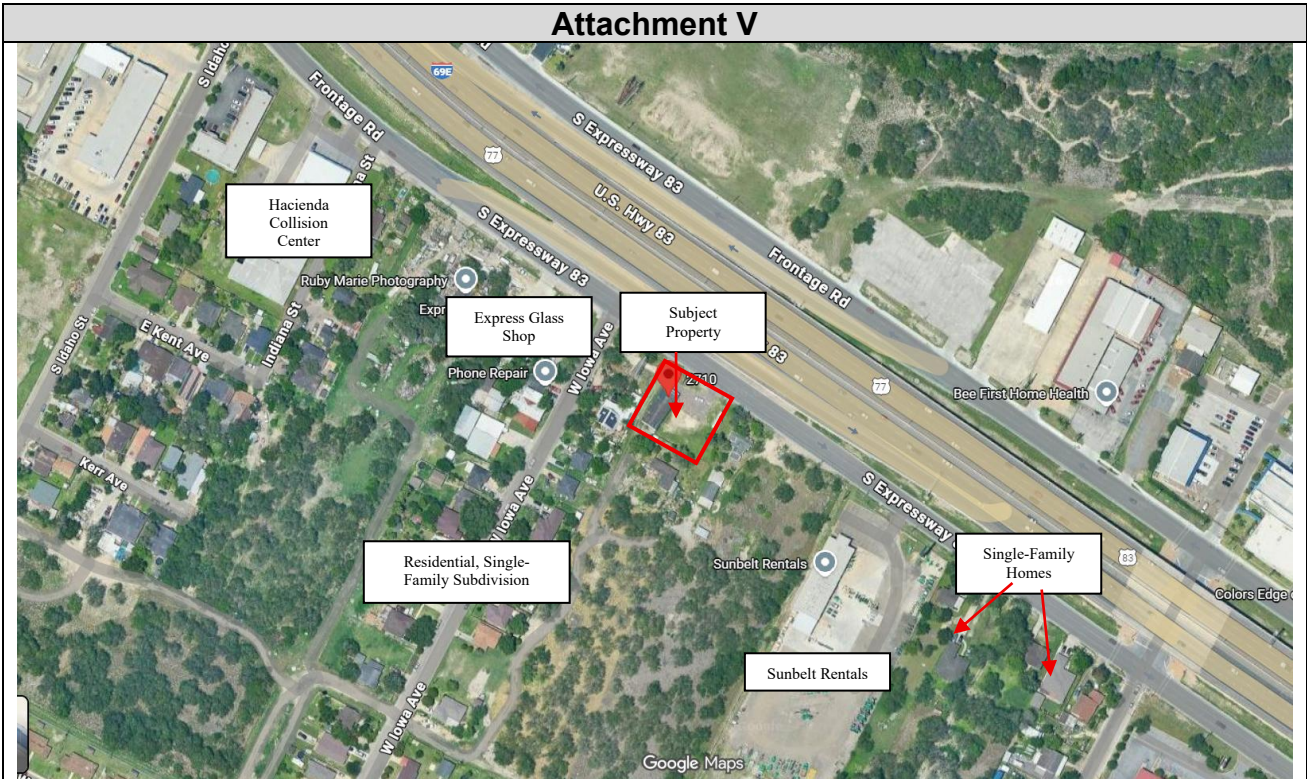 Attachment V
S Idaho
69E
Frontage Rd
77
S Expressway 83
U.S. Hwy 83
Frontage Rd
Hacienda
Collision
Center
na St
S Expressway 83
Ruby Marie Photography
Expr
Express Glass
Shop
Subject
Property
83
77
W Iowa Ave
Phone Repair
2710
Bee First Home Health
E Kent Ave
Indiana St
S Idaho St
Kerr Ave
W Iowa Ave
S Expressway
Residential, Single-
Family Subdivision
Sunbelt Rentals
Single-Family
Homes
83
Colors Edge
Sunbelt Rentals
W Iowa Ave
Google Maps